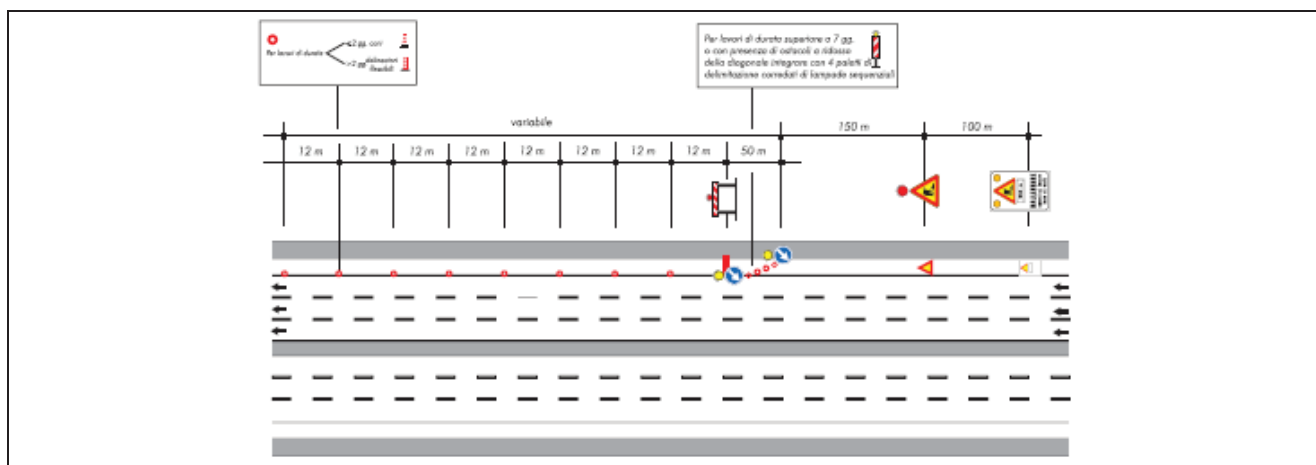 Per lavori di durata
≤2 gg. coni
>2 gg. delineatori
flessibili
Per lavori di durata superiore a 7 gg.
o con presenza di ostacoli a ridosso
della diagonale integrare con 4 paletti di
delimitazione corredati di lampade sequenziali
variabile
150 m
100 m
12 m
12 m
12 m
12 m
12 m
12 m
12 m
12 m
50 m